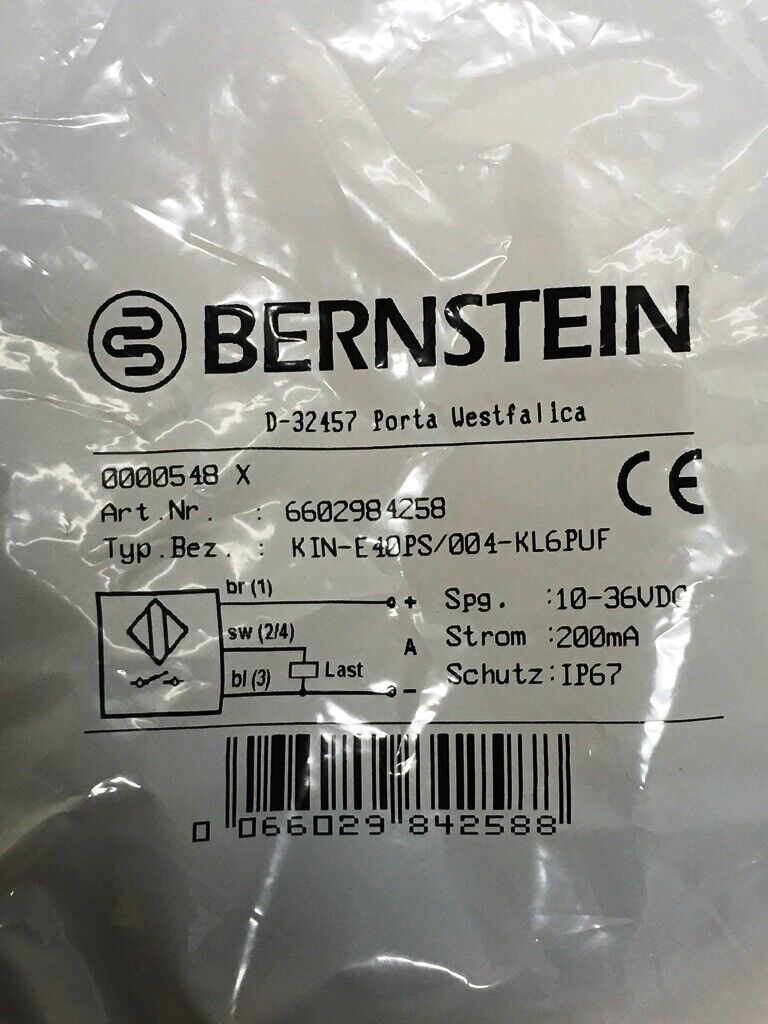 BERNSTEIN
D-32457 Porta Westfalica
0000548 X
CE
Art.Nr. : 6602984258
Typ.Bez. : KIN-E40PS/004-KL6PUF
br (1)
+ Spg. :10-36VDC
sw (2/4)
A Strom :200mA
bl (3) Last
- Schutz:IP67
0 066029 842588